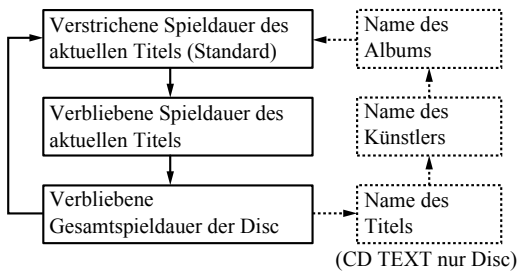 Verstrichene Spieldauer des
aktuellen Titels (Standard)
Verbliebene Spieldauer des
aktuellen Titels
Verbliebene
Gesamtspieldauer der Disc
Name des
Albums
Name des
Künstlers
Name des
Titels
(CD TEXT nur Disc)